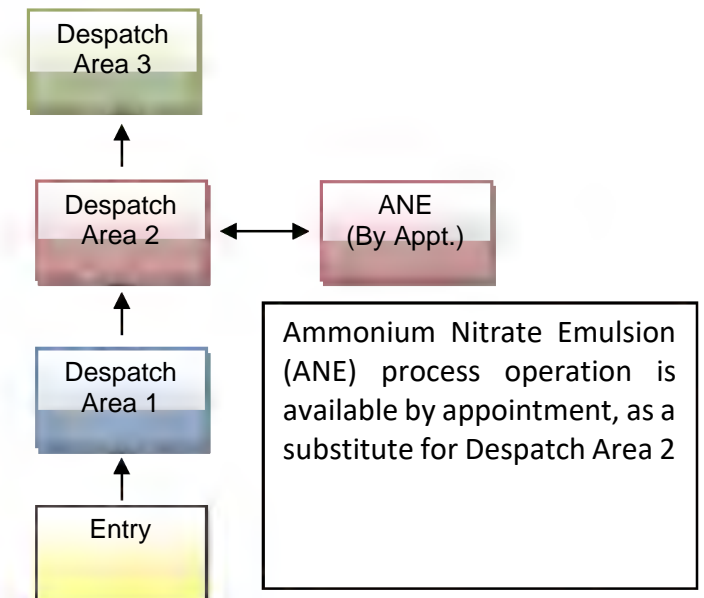 Despatch
Area 3
Despatch
Area 2
ANE
(By Appt.)
Ammonium Nitrate Emulsion
(ANE) process operation is
available by appointment, as a
substitute for Despatch Area 2
Despatch
Area 1
Entry